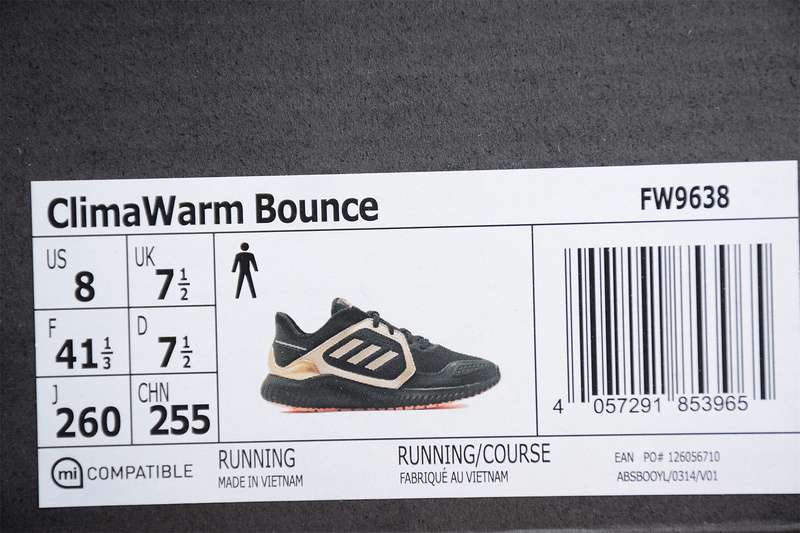 ClimaWarm Bounce FW9638
US 8 UK 7 1/2
F 41 1/3 D 7 1/2
J 260 CHN 255
4 057291 853965
mi COMPATIBLE
RUNNING
MADE IN VIETNAM
RUNNING/COURSE
FABRIQUÉ AU VIETNAM
EAN PO# 126056710
ABSBOOYL/0314/V01